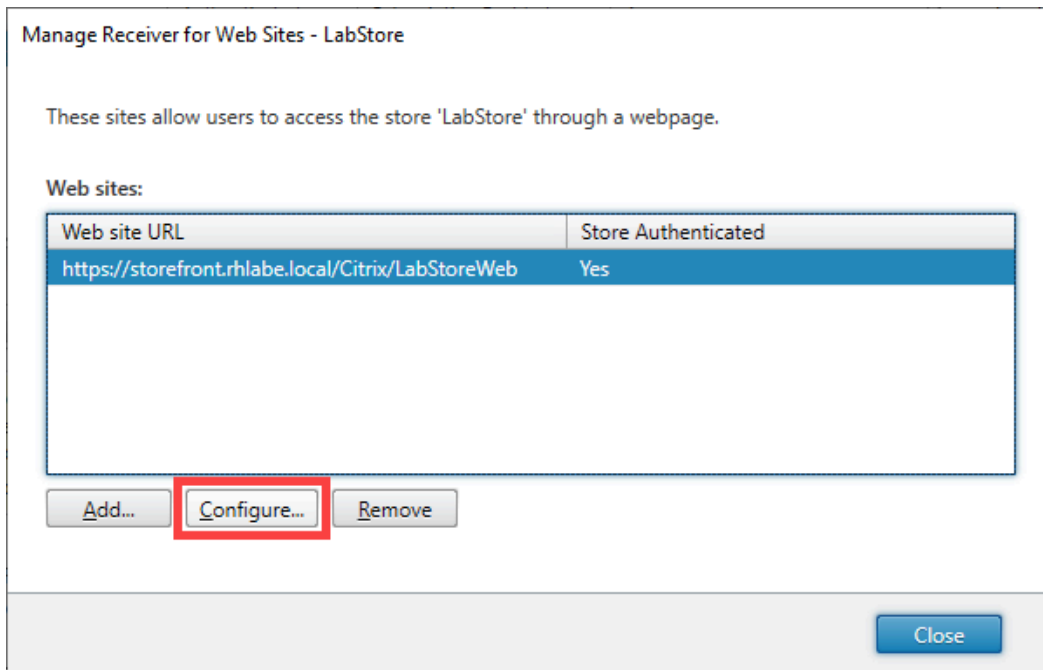 Manage Receiver for Web Sites - LabStore
These sites allow users to access the store 'LabStore' through a webpage.
Web sites:
Web site URL Store Authenticated
https://storefront.rhlabe.local/Citrix/LabStoreWeb Yes
Add... Configure... Remove
Close